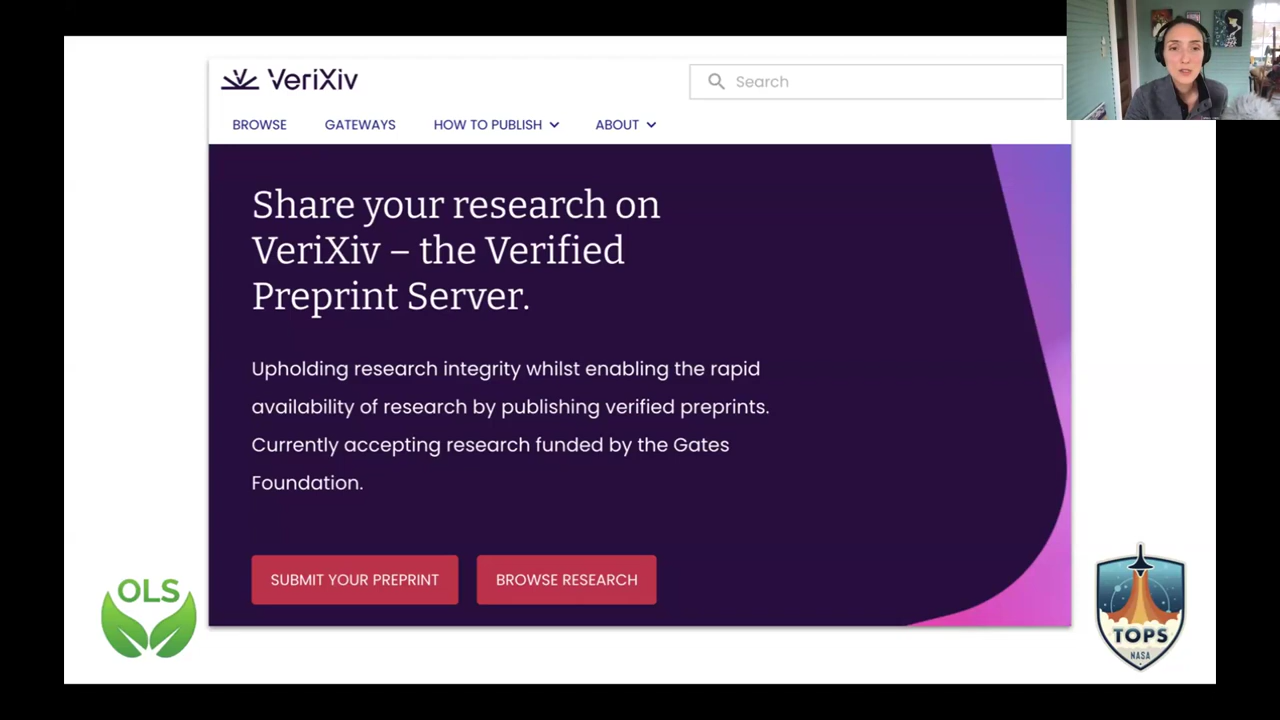 VeriXiv
Search
BROWSE GATEWAYS HOW TO PUBLISH ABOUT
Share your research on
VeriXiv – the Verified
Preprint Server.
Upholding research integrity whilst enabling the rapid
availability of research by publishing verified preprints.
Currently accepting research funded by the Gates
Foundation.
SUBMIT YOUR PREPRINT BROWSE RESEARCH
OLS
TOPS
NASA